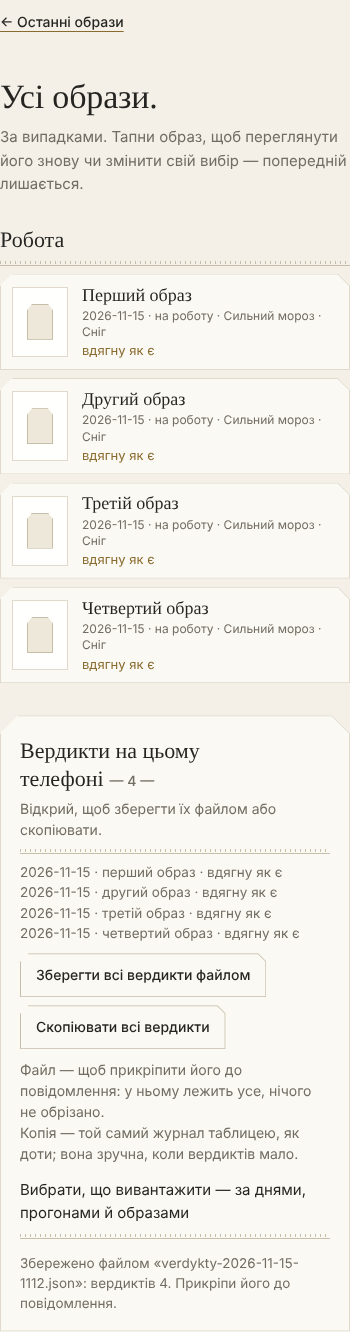 ← Останні образи
Усі образи.
За випадками. Тапни образ, щоб переглянути
його знову чи змінити свій вибір — попередній
лишається.
Робота
Перший образ
2026-11-15 · на роботу · Сильний мороз ·
Сніг
вдягну як є
Другий образ
2026-11-15 · на роботу · Сильний мороз ·
Сніг
вдягну як є
Третій образ
2026-11-15 · на роботу · Сильний мороз ·
Сніг
вдягну як є
Четвертий образ
2026-11-15 · на роботу · Сильний мороз ·
Сніг
вдягну як є
Вердикти на цьому
телефоні — 4 —
Відкрий, щоб зберегти їх файлом або
скопіювати.
2026-11-15 · перший образ · вдягну як є
2026-11-15 · другий образ · вдягну як є
2026-11-15 · третій образ · вдягну як є
2026-11-15 · четвертий образ · вдягну як є
Зберегти всі вердикти файлом
Скопіювати всі вердикти
Файл — щоб прикріпити його до
повідомлення: у ньому лежить усе, нічого
не обрізано.
Копія — той самий журнал таблицею, як
доти; вона зручна, коли вердиктів мало.
Вибрати, що вивантажити — за днями,
прогонами й образами
Збережено файлом «verdykty-2026-11-15-
1112.json»: вердиктів 4. Прикріпи його до
повідомлення.